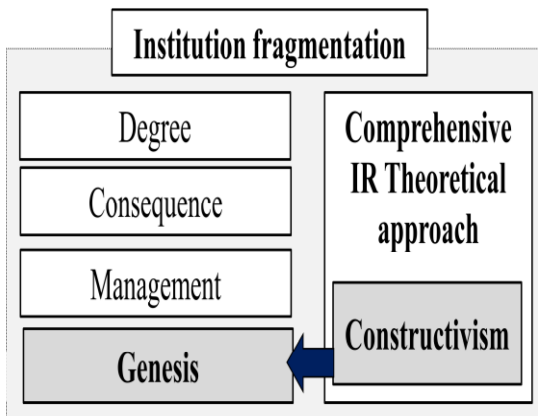 Institution fragmentation
Degree
Consequence
Management
Genesis
Comprehensive
IR Theoretical
approach
Constructivism